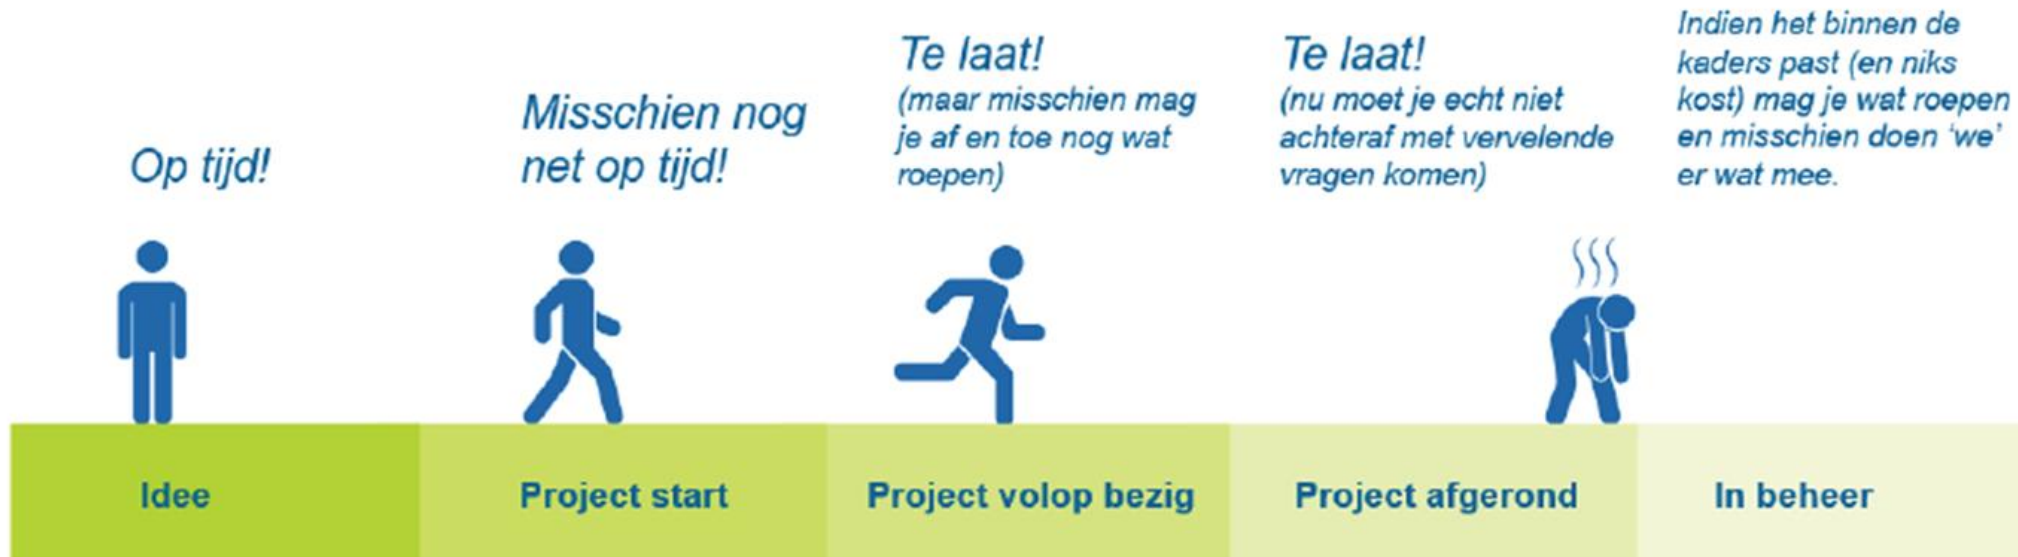 Op tijd!
Misschien nog
net op tijd!
Te laat!
(maar misschien mag
je af en toe nog wat
roepen)
Te laat!
(nu moet je echt niet
achteraf met vervelende
vragen komen)
Indien het binnen de
kaders past (en niks
kost) mag je wat roepen
en misschien doen ‘we’
er wat mee.
Idee
Project start
Project volop bezig
Project afgerond
In beheer